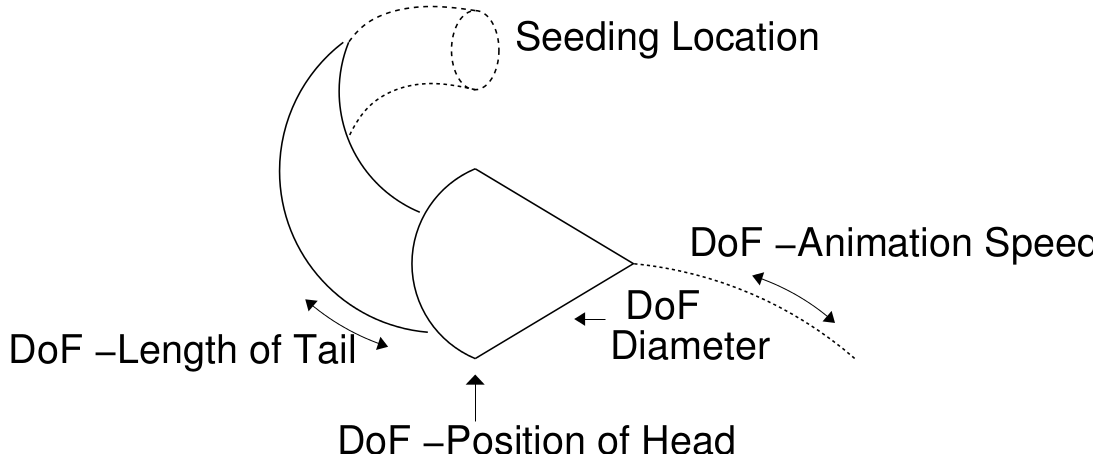 Seeding Location
DoF –Animation Speed
DoF
Diameter
DoF –Length of Tail
DoF –Position of Head